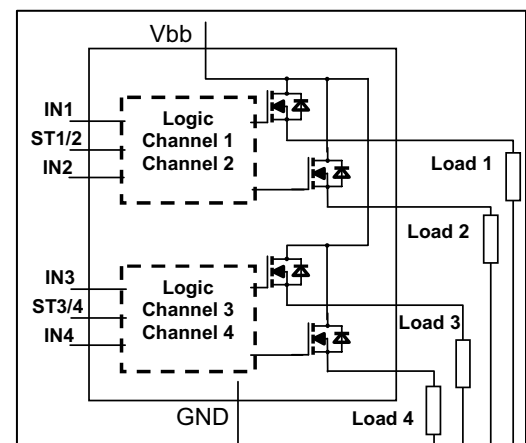 Vbb
IN1
ST1/2
IN2
Logic
Channel 1
Channel 2
Load 1
Load 2
IN3
ST3/4
IN4
Logic
Channel 3
Channel 4
Load 3
Load 4
GND